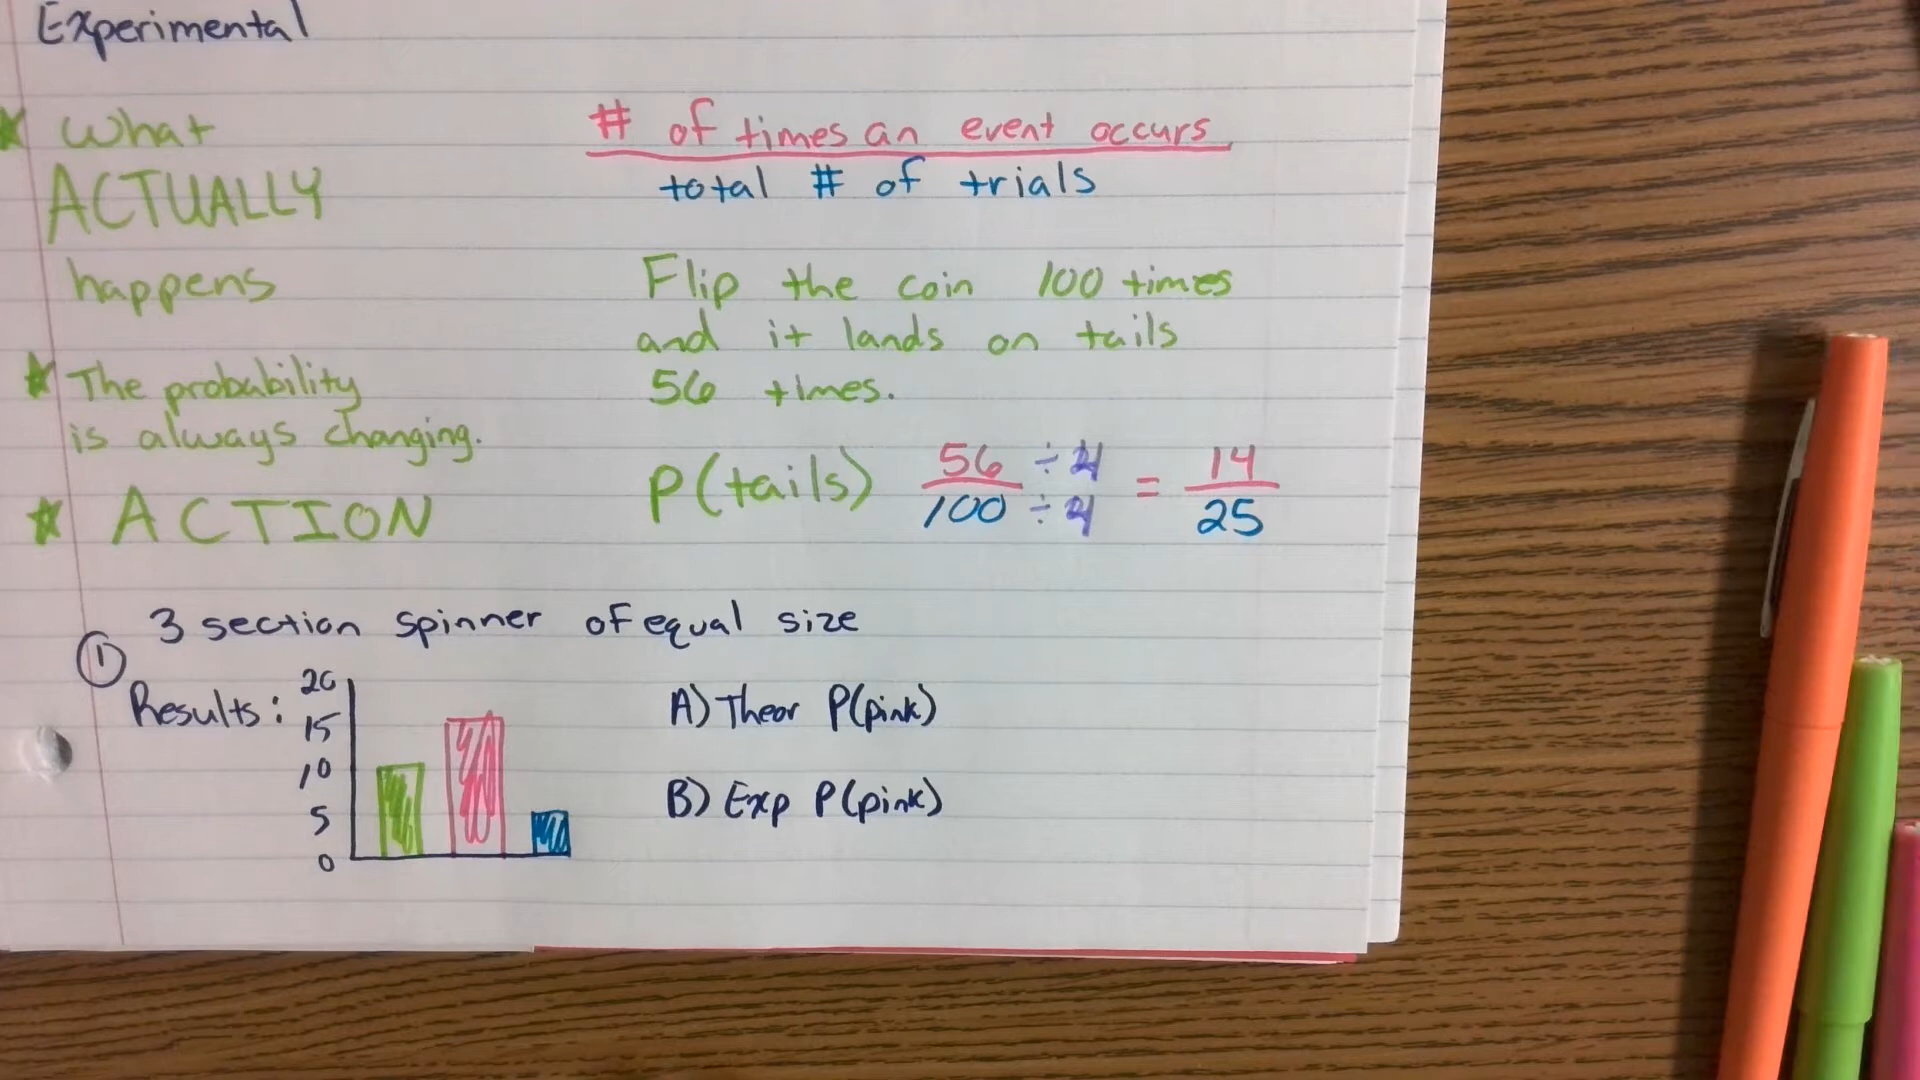 Experimental
* What
ACTUALLY
happens
* The probability
is always changing.
* ACTION
# of times an event occurs
total # of trials
Flip the coin 100 times
and it lands on tails
56 times.
P(tails) 56/100 ÷4/÷4 = 14/25
3 section spinner of equal size
①
Results:
20
15
10
5
0
A) Theor P(pink)
B) Exp P(pink)